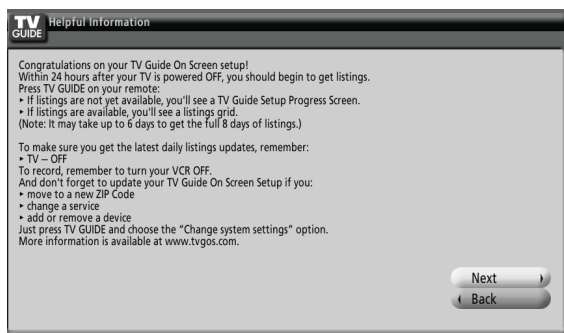 TV
GUIDE
Helpful Information
Congratulations on your TV Guide On Screen setup!
Within 24 hours after your TV is powered OFF, you should begin to get listings.
Press TV GUIDE on your remote:
‣ If listings are not yet available, you'll see a TV Guide Setup Progress Screen.
‣ If listings are available, you'll see a listings grid.
(Note: It may take up to 6 days to get the full 8 days of listings.)
To make sure you get the latest daily listings updates, remember:
‣ TV – OFF
To record, remember to turn your VCR OFF.
And don't forget to update your TV Guide On Screen Setup if you:
‣ move to a new ZIP Code
‣ change a service
‣ add or remove a device
Just press TV GUIDE and choose the “Change system settings” option.
More information is available at www.tvgos.com.
Next
Back